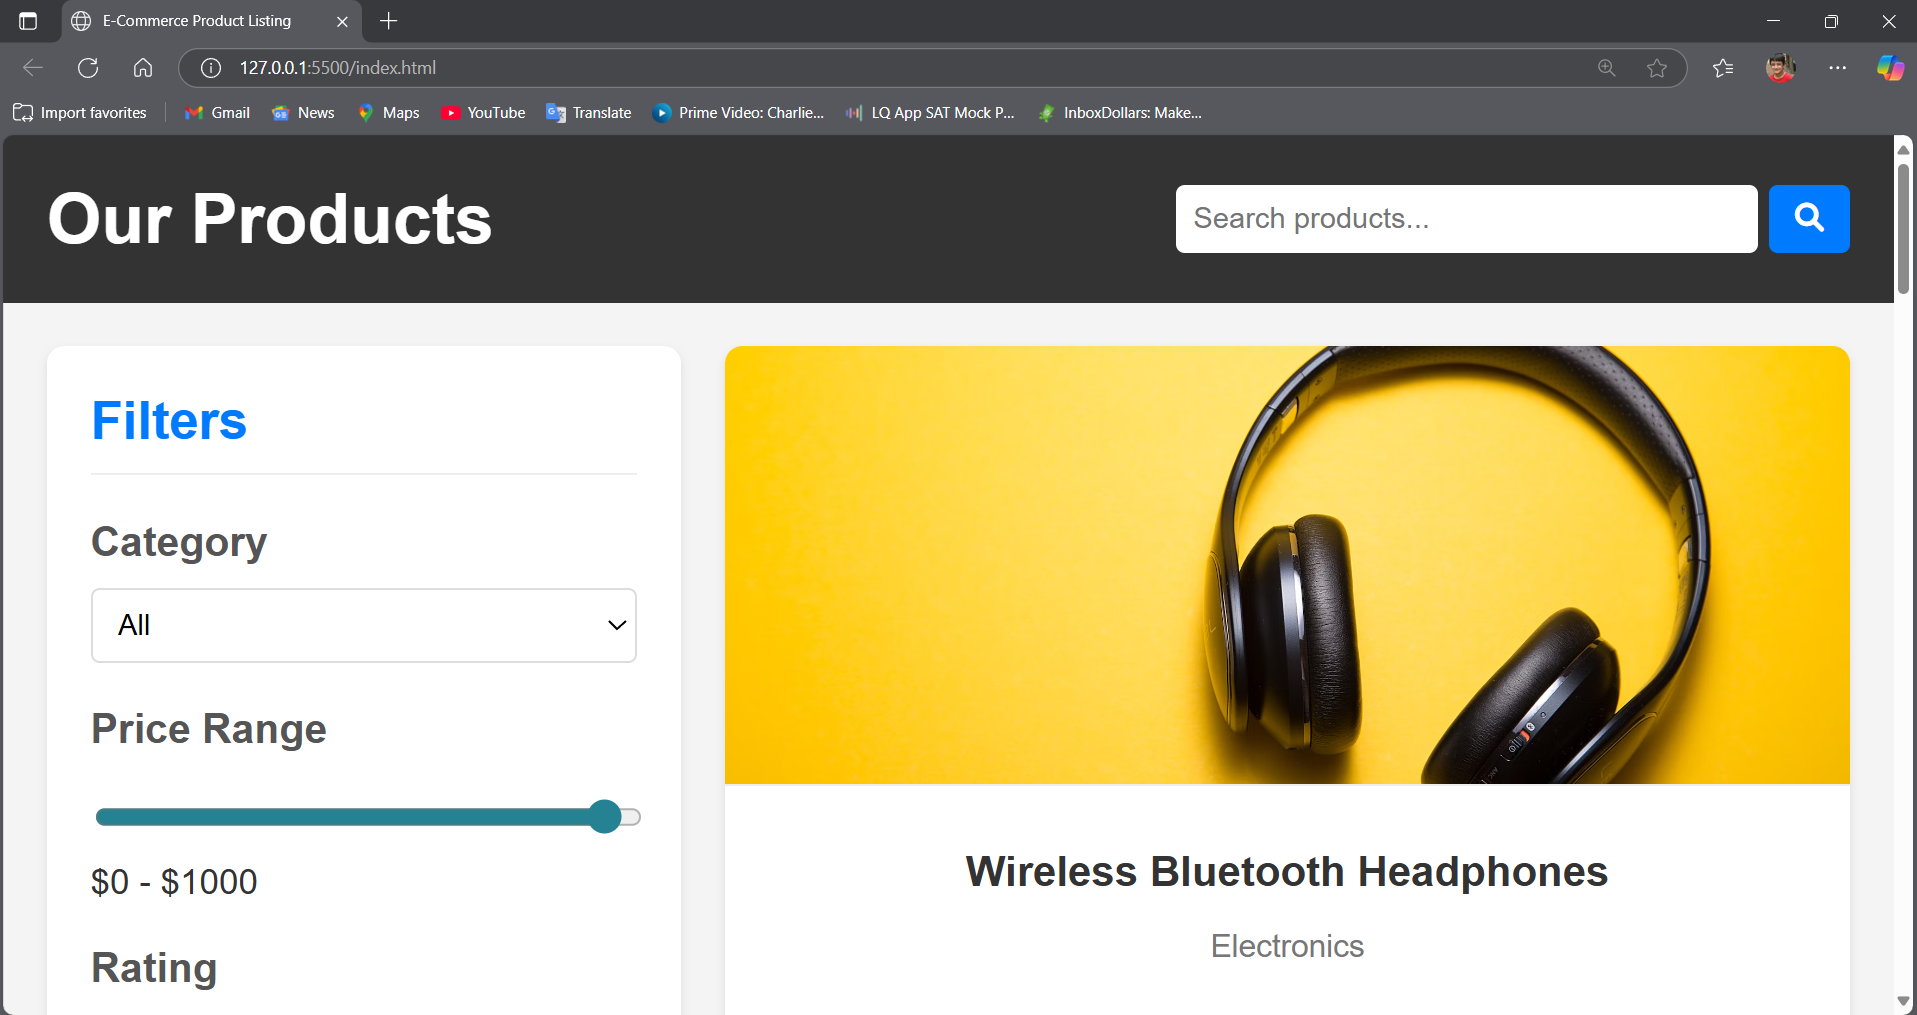 E-Commerce Product Listing
127.0.0.1:5500/index.html
Import favorites
Gmail
News
Maps
YouTube
Translate
Prime Video: Charlie...
LQ App SAT Mock P...
InboxDollars: Make...
Our Products
Search products...
Filters
Category
All
Price Range
$0 - $1000
Rating
Wireless Bluetooth Headphones
Electronics